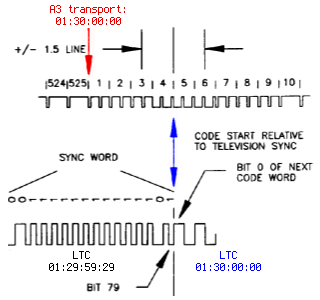 A3 transport:
01:30:00:00
+/- 1.5 LINE
|524|525| 1 | 2 | 3 | 4 | 5 | 6 | 7 | 8 | 9 | 10 |
CODE START RELATIVE
TO TELEVISION SYNC
SYNC WORD
BIT 0 OF NEXT
CODE WORD
LTC
01:29:59:29
LTC
01:30:00:00
BIT 79